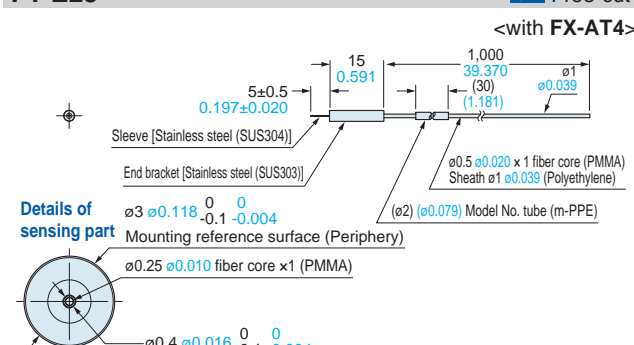 <with FX-AT4>
15
0.591
1,000
39.370
(30)
(1.181)
ø1
ø0.039
5±0.5
0.197±0.020
Sleeve [Stainless steel (SUS304)]
End bracket [Stainless steel (SUS303)]
ø0.5 ø0.020 x 1 fiber core (PMMA)
Sheath ø1 ø0.039 (Polyethylene)
(ø2) (ø0.079) Model No. tube (m-PPE)
Details of
sensing part
ø3 ø0.118 0 -0.1 0 -0.004
Mounting reference surface (Periphery)
ø0.25 ø0.010 fiber core x1 (PMMA)
ø0.4 ø0.016 0 0